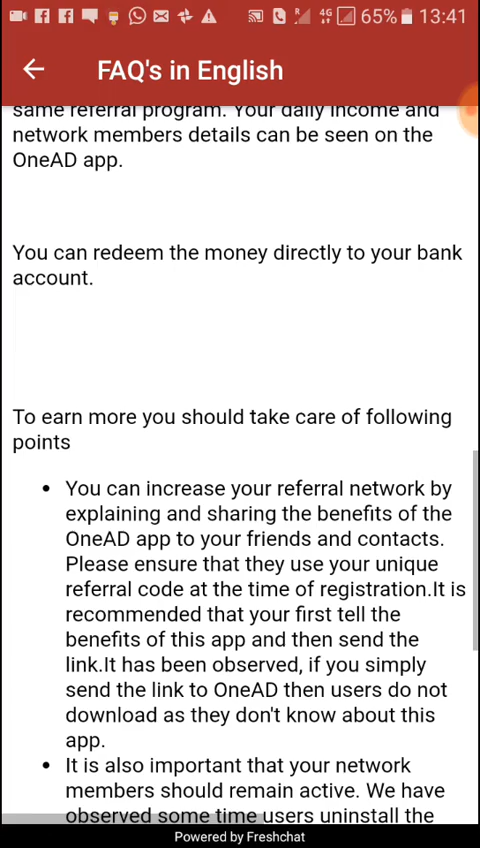 R 4G 65% 13:41
FAQ's in English
same referral program. Your daily income and
network members details can be seen on the
OneAD app.
You can redeem the money directly to your bank
account.
To earn more you should take care of following
points
• You can increase your referral network by
explaining and sharing the benefits of the
OneAD app to your friends and contacts.
Please ensure that they use your unique
referral code at the time of registration.It is
recommended that your first tell the
benefits of this app and then send the
link.It has been observed, if you simply
send the link to OneAD then users do not
download as they don't know about this
app.
• It is also important that your network
members should remain active. We have
observed some time users uninstall the
Powered by Freshchat